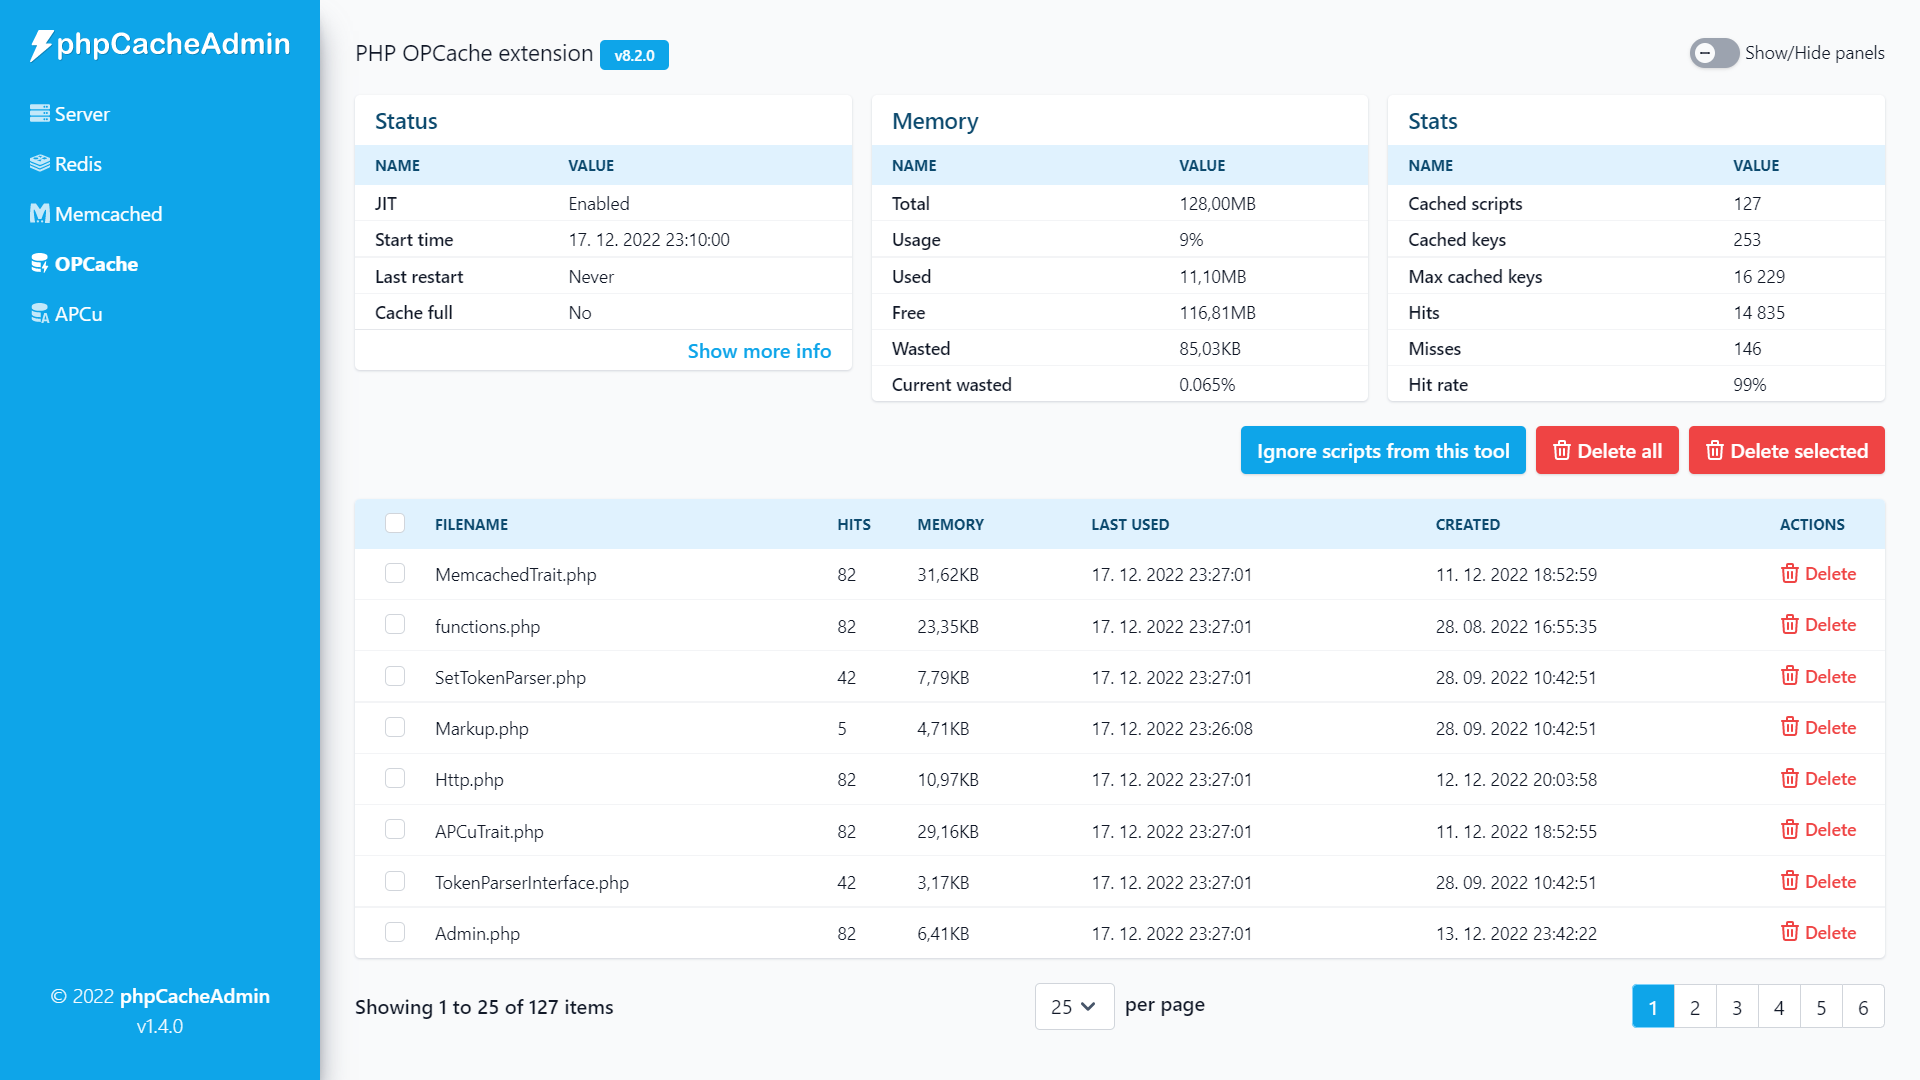 phpCacheAdmin
Server
Redis
Memcached
OPCache
APCu
© 2022 phpCacheAdmin
v1.4.0
PHP OPCache extension v8.2.0
Show/Hide panels
Status
NAME VALUE
JIT Enabled
Start time 17. 12. 2022 23:10:00
Last restart Never
Cache full No
Show more info
Memory
NAME VALUE
Total 128,00MB
Usage 9%
Used 11,10MB
Free 116,81MB
Wasted 85,03KB
Current wasted 0.065%
Stats
NAME VALUE
Cached scripts 127
Cached keys 253
Max cached keys 16 229
Hits 14 835
Misses 146
Hit rate 99%
Ignore scripts from this tool Delete all Delete selected
FILENAME HITS MEMORY LAST USED CREATED ACTIONS
MemcachedTrait.php 82 31,62KB 17. 12. 2022 23:27:01 11. 12. 2022 18:52:59 Delete
functions.php 82 23,35KB 17. 12. 2022 23:27:01 28. 08. 2022 16:55:35 Delete
SetTokenParser.php 42 7,79KB 17. 12. 2022 23:27:01 28. 09. 2022 10:42:51 Delete
Markup.php 5 4,71KB 17. 12. 2022 23:26:08 28. 09. 2022 10:42:51 Delete
Http.php 82 10,97KB 17. 12. 2022 23:27:01 12. 12. 2022 20:03:58 Delete
APCuTrait.php 82 29,16KB 17. 12. 2022 23:27:01 11. 12. 2022 18:52:55 Delete
TokenParserInterface.php 42 3,17KB 17. 12. 2022 23:27:01 28. 09. 2022 10:42:51 Delete
Admin.php 82 6,41KB 17. 12. 2022 23:27:01 13. 12. 2022 23:42:22 Delete
Showing 1 to 25 of 127 items 25 per page 1 2 3 4 5 6